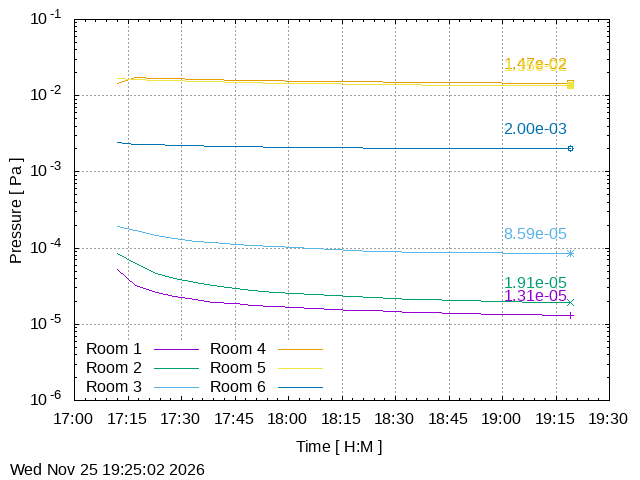 10^-1
10^-2
10^-3
10^-4
10^-5
10^-6
Pressure [ Pa ]
1.47e-02
2.00e-03
8.59e-05
1.91e-05
1.31e-05
Room 1 Room 4
Room 2 Room 5
Room 3 Room 6
17:00 17:15 17:30 17:45 18:00 18:15 18:30 18:45 19:00 19:15 19:30
Time [ H:M ]
Wed Nov 25 19:25:02 2026